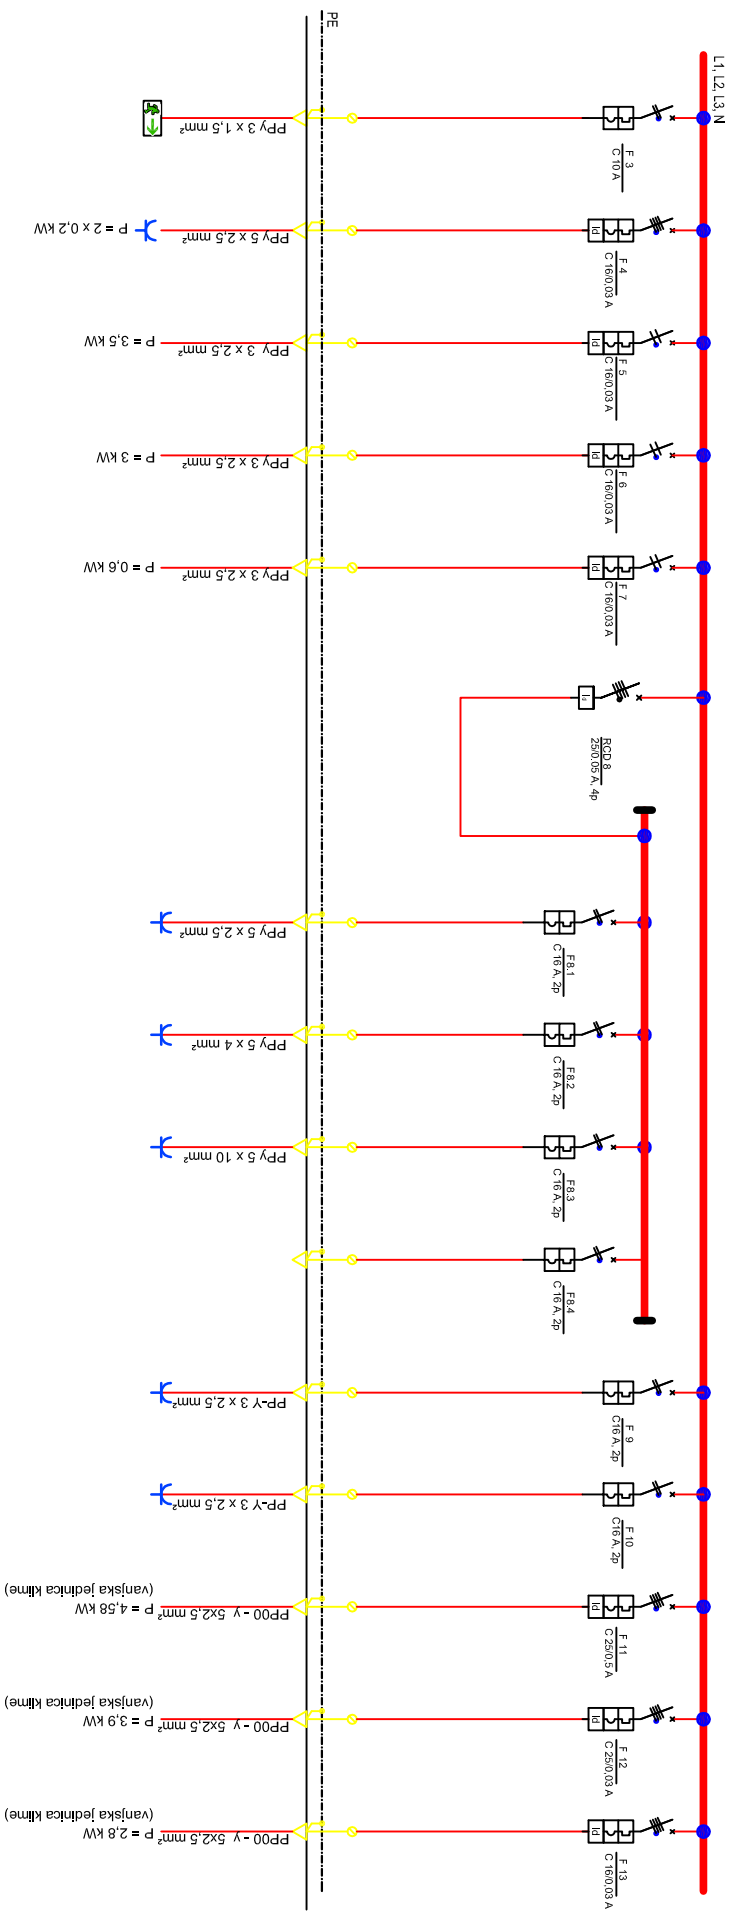 L1, L2, L3, N
PE
F 3
C 10 A
PPy 3 x 1,5 mm²
F 4
C 16/0,03 A
Id
PPy 5 x 2,5 mm²
P = 2 x 0,2 kW
F 5
C 16/0,03 A
Id
PPy 3 x 2,5 mm²
P = 3,5 kW
F 6
C 16/0,03 A
Id
PPy 3 x 2,5 mm²
P = 3 kW
F 7
C 16/0,03 A
Id
PPy 3 x 2,5 mm²
P = 0,6 kW
RCD 8
25/0,05 A, 4p
Id
F8.1
C 16 A, 2p
PPy 5 x 2,5 mm²
F8.2
C 16 A, 2p
PPy 5 x 4 mm²
F8.3
C 16 A, 2p
PPy 5 x 10 mm²
F8.4
C 16 A, 2p
F 9
C16 A, 2p
PP-Y 3 x 2,5 mm²
F 10
C16 A, 2p
PP-Y 3 x 2,5 mm²
F 11
C 25/0,5 A
Id
PP00 - y 5x2,5 mm²
P = 4,58 kW
(vanjska jedinica klime)
F 12
C 25/0,03 A
Id
PP00 - y 5x2,5 mm²
P = 3,9 kW
(vanjska jedinica klime)
F 13
C 16/0,03 A
Id
PP00 - y 5x2,5 mm²
P = 2,8 kW
(vanjska jedinica klime)